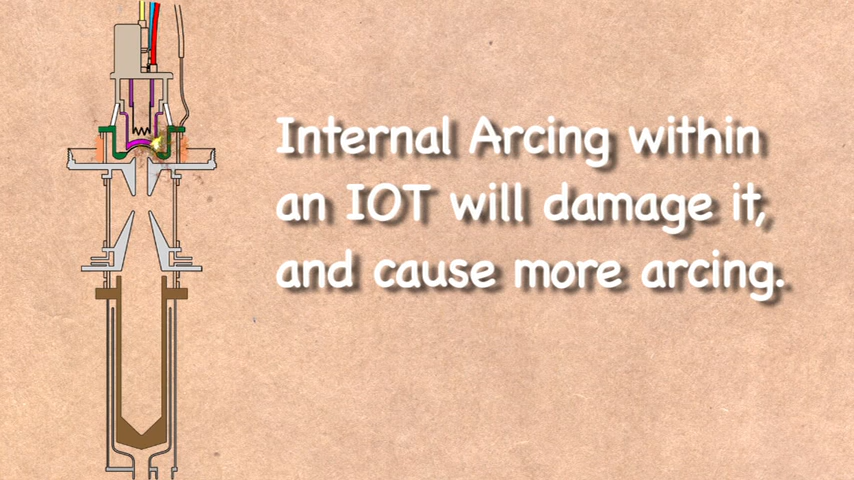 Internal Arcing within
an IOT will damage it,
and cause more arcing.